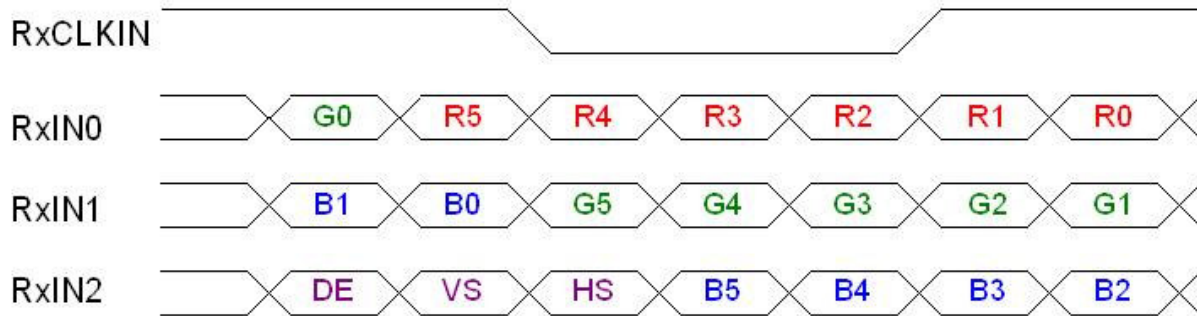 RxCLKIN
RxIN0 G0 R5 R4 R3 R2 R1 R0
RxIN1 B1 B0 G5 G4 G3 G2 G1
RxIN2 DE VS HS B5 B4 B3 B2